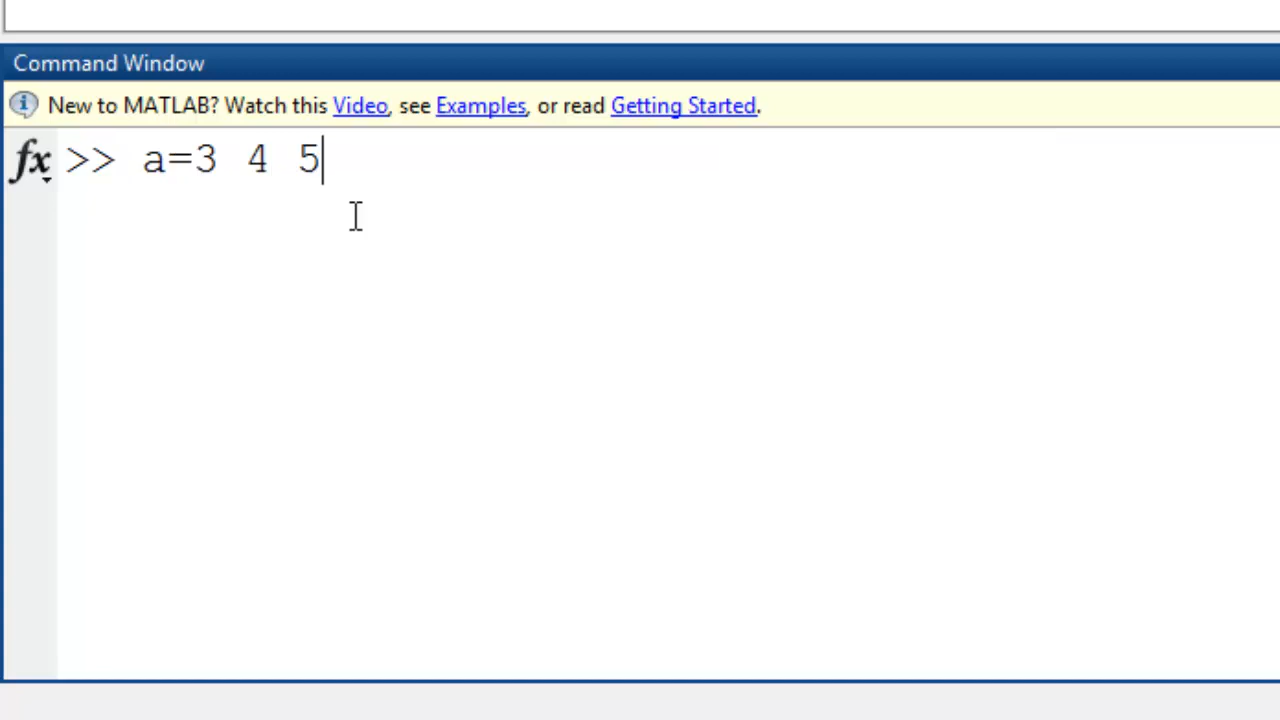 Command Window
New to MATLAB? Watch this Video, see Examples, or read Getting Started.
fx >> a=3 4 5